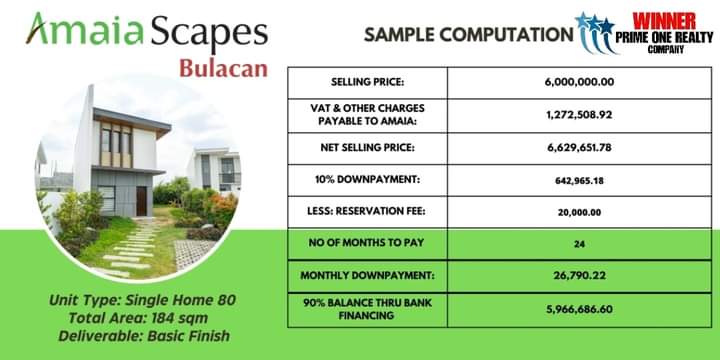 Amaia Scapes
Bulacan
SAMPLE COMPUTATION
WINNER
PRIME ONE REALTY
COMPANY
SELLING PRICE: 6,000,000.00
VAT & OTHER CHARGES
PAYABLE TO AMAIA: 1,272,508.92
NET SELLING PRICE: 6,629,651.78
10% DOWNPAYMENT: 642,965.18
LESS: RESERVATION FEE: 20,000.00
NO OF MONTHS TO PAY 24
MONTHLY DOWNPAYMENT: 26,790.22
90% BALANCE THRU BANK
FINANCING 5,966,686.60
Unit Type: Single Home 80
Total Area: 184 sqm
Deliverable: Basic Finish